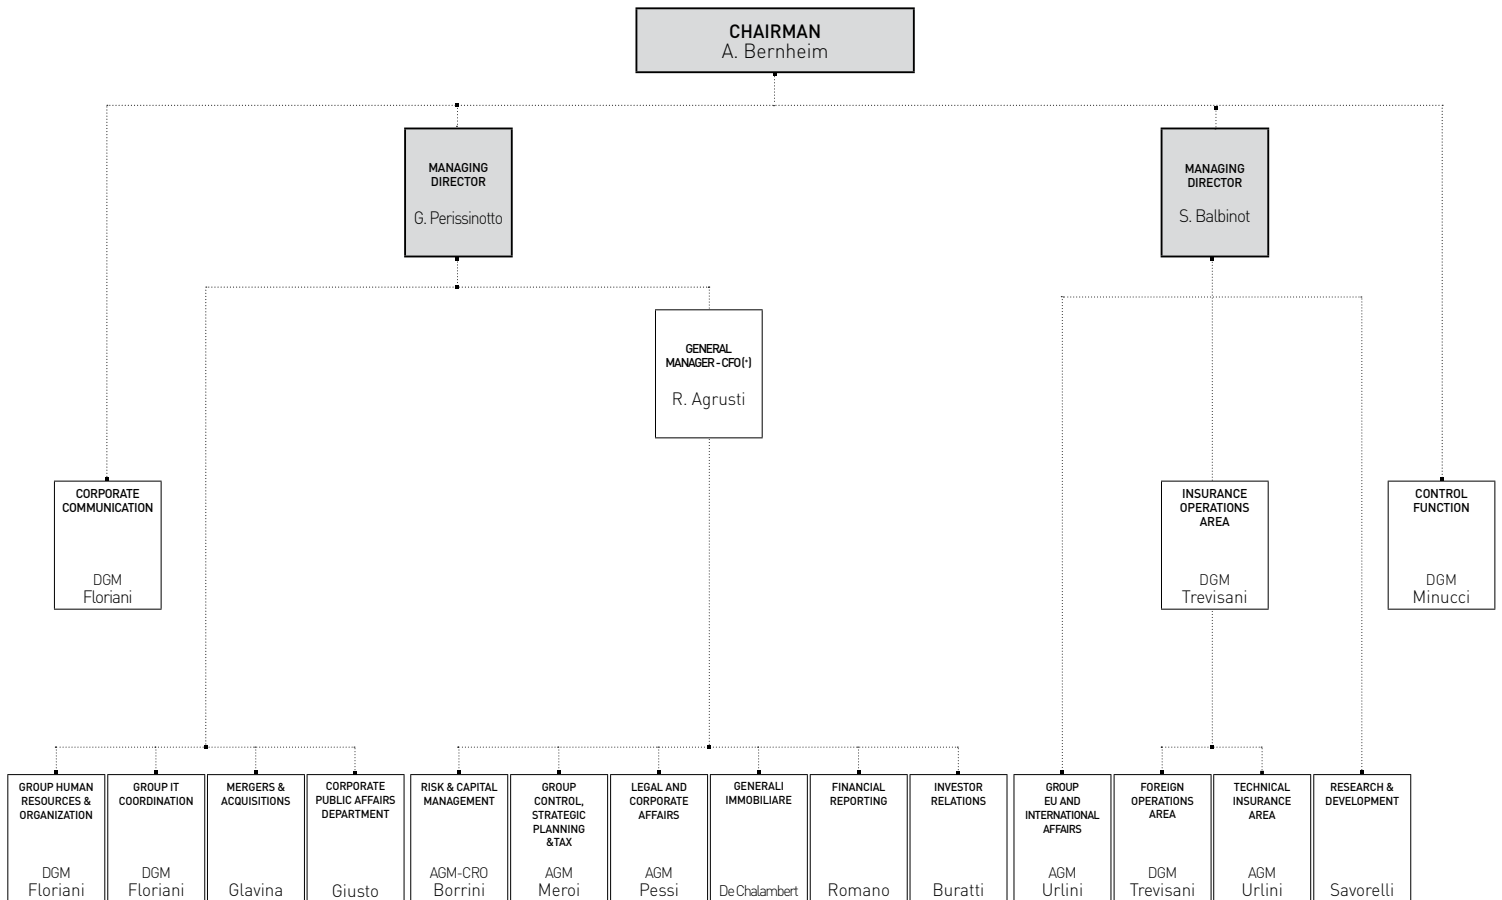 CHAIRMAN
A. Bernheim
MANAGING
DIRECTOR
G. Perissinotto
MANAGING
DIRECTOR
S. Balbinot
GENERAL
MANAGER - CFO (*)
R. Agrusti
CORPORATE
COMMUNICATION
DGM
Floriani
INSURANCE
OPERATIONS
AREA
DGM
Trevisani
CONTROL
FUNCTION
DGM
Minucci
GROUP HUMAN
RESOURCES &
ORGANIZATION
DGM
Floriani
GROUP IT
COORDINATION
DGM
Floriani
MERGERS &
ACQUISITIONS
Glavina
CORPORATE
PUBLIC AFFAIRS
DEPARTMENT
Giusto
RISK & CAPITAL
MANAGEMENT
AGM-CRO
Borrini
GROUP
CONTROL,
STRATEGIC
PLANNING
&TAX
AGM
Meroi
LEGAL AND
CORPORATE
AFFAIRS
AGM
Pessi
GENERALI
IMMOBILIARE
De Chalambert
FINANCIAL
REPORTING
Romano
INVESTOR
RELATIONS
Buratti
GROUP
EU AND
INTERNATIONAL
AFFAIRS
AGM
Urlini
FOREIGN
OPERATIONS
AREA
DGM
Trevisani
TECHNICAL
INSURANCE
AREA
AGM
Urlini
RESEARCH &
DEVELOPMENT
Savorelli